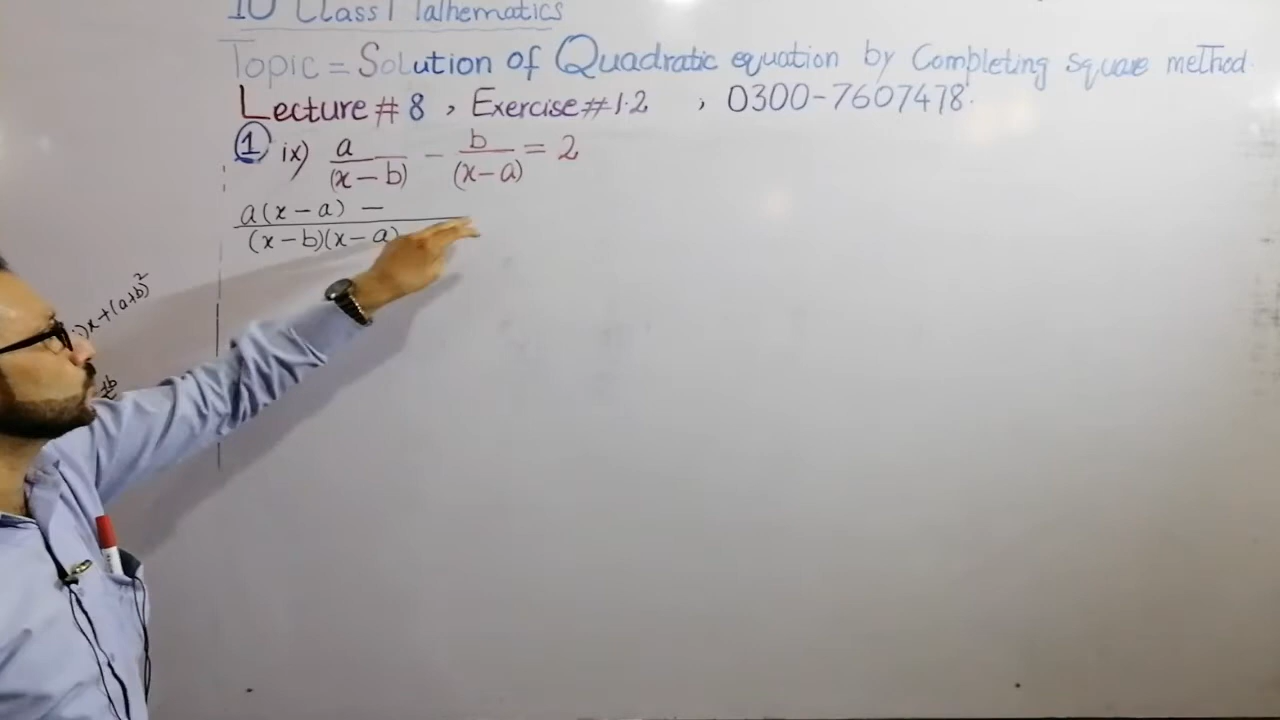 10 Class Mathematics
Topic = Solution of Quadratic equation by Completing square method.
Lecture # 8 , Exercise # 1.2 , 0300-7607478.
1 ix) a/(x-b) - b/(x-a) = 2
a(x-a) -
(x-b)(x-a)
)x+(a+b)²
+b